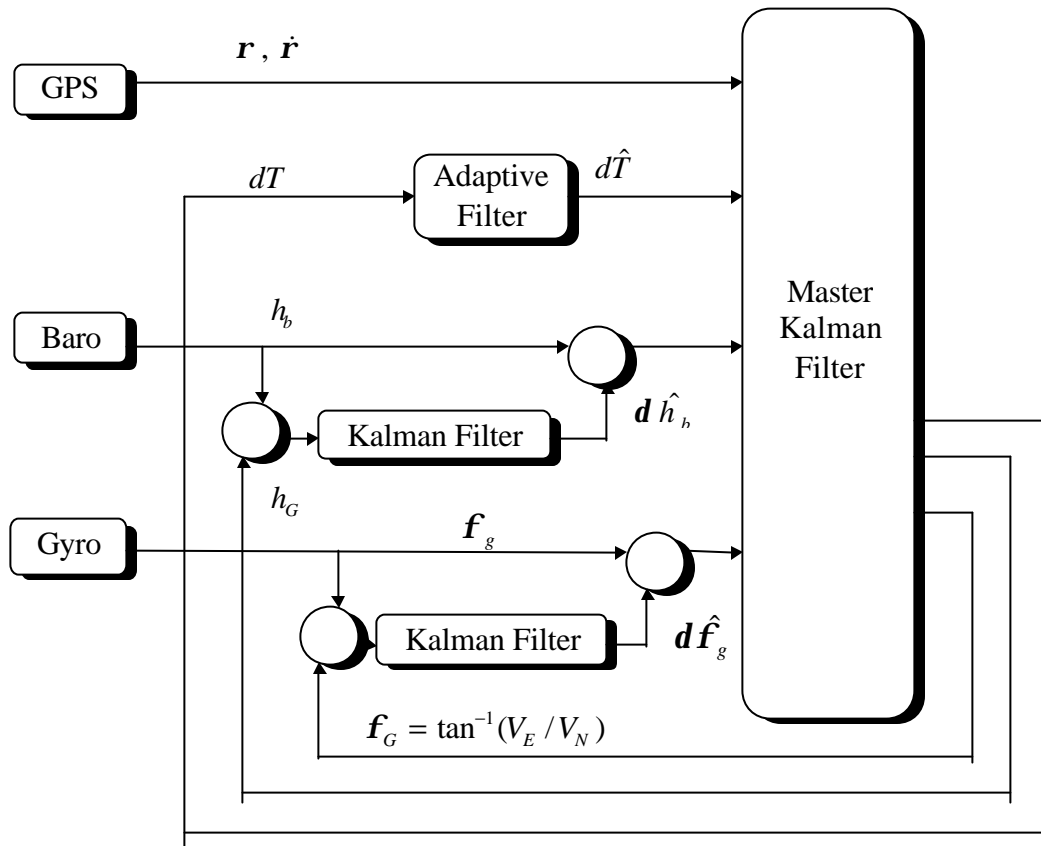 r , ṙ
GPS
dT
Adaptive
Filter
dT̂
Master
Kalman
Filter
Baro
h_b
d ĥ_b
Kalman Filter
h_G
Gyro
f_g
Kalman Filter
d f̂_g
f_G = tan⁻¹(V_E / V_N)